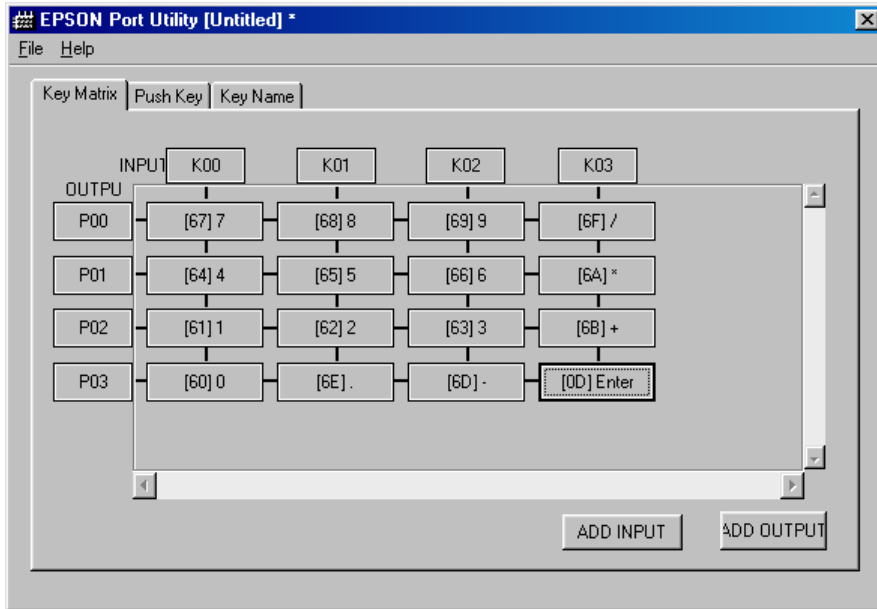 EPSON Port Utility [Untitled] *
File Help
Key Matrix Push Key Key Name
INPUT K00 K01 K02 K03
OUTPU
P00 [67] 7 [68] 8 [69] 9 [6F] /
P01 [64] 4 [65] 5 [66] 6 [6A] *
P02 [61] 1 [62] 2 [63] 3 [6B] +
P03 [60] 0 [6E] . [6D] - [0D] Enter
ADD INPUT ADD OUTPUT